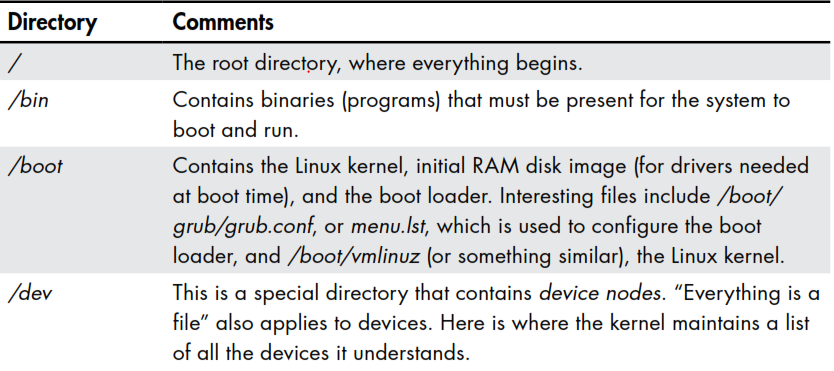 Directory Comments
/ The root directory, where everything begins.
/bin Contains binaries (programs) that must be present for the system to
boot and run.
/boot Contains the Linux kernel, initial RAM disk image (for drivers needed
at boot time), and the boot loader. Interesting files include /boot/
grub/grub.conf, or menu.lst, which is used to configure the boot
loader, and /boot/vmlinuz (or something similar), the Linux kernel.
/dev This is a special directory that contains device nodes. “Everything is a
file” also applies to devices. Here is where the kernel maintains a list
of all the devices it understands.